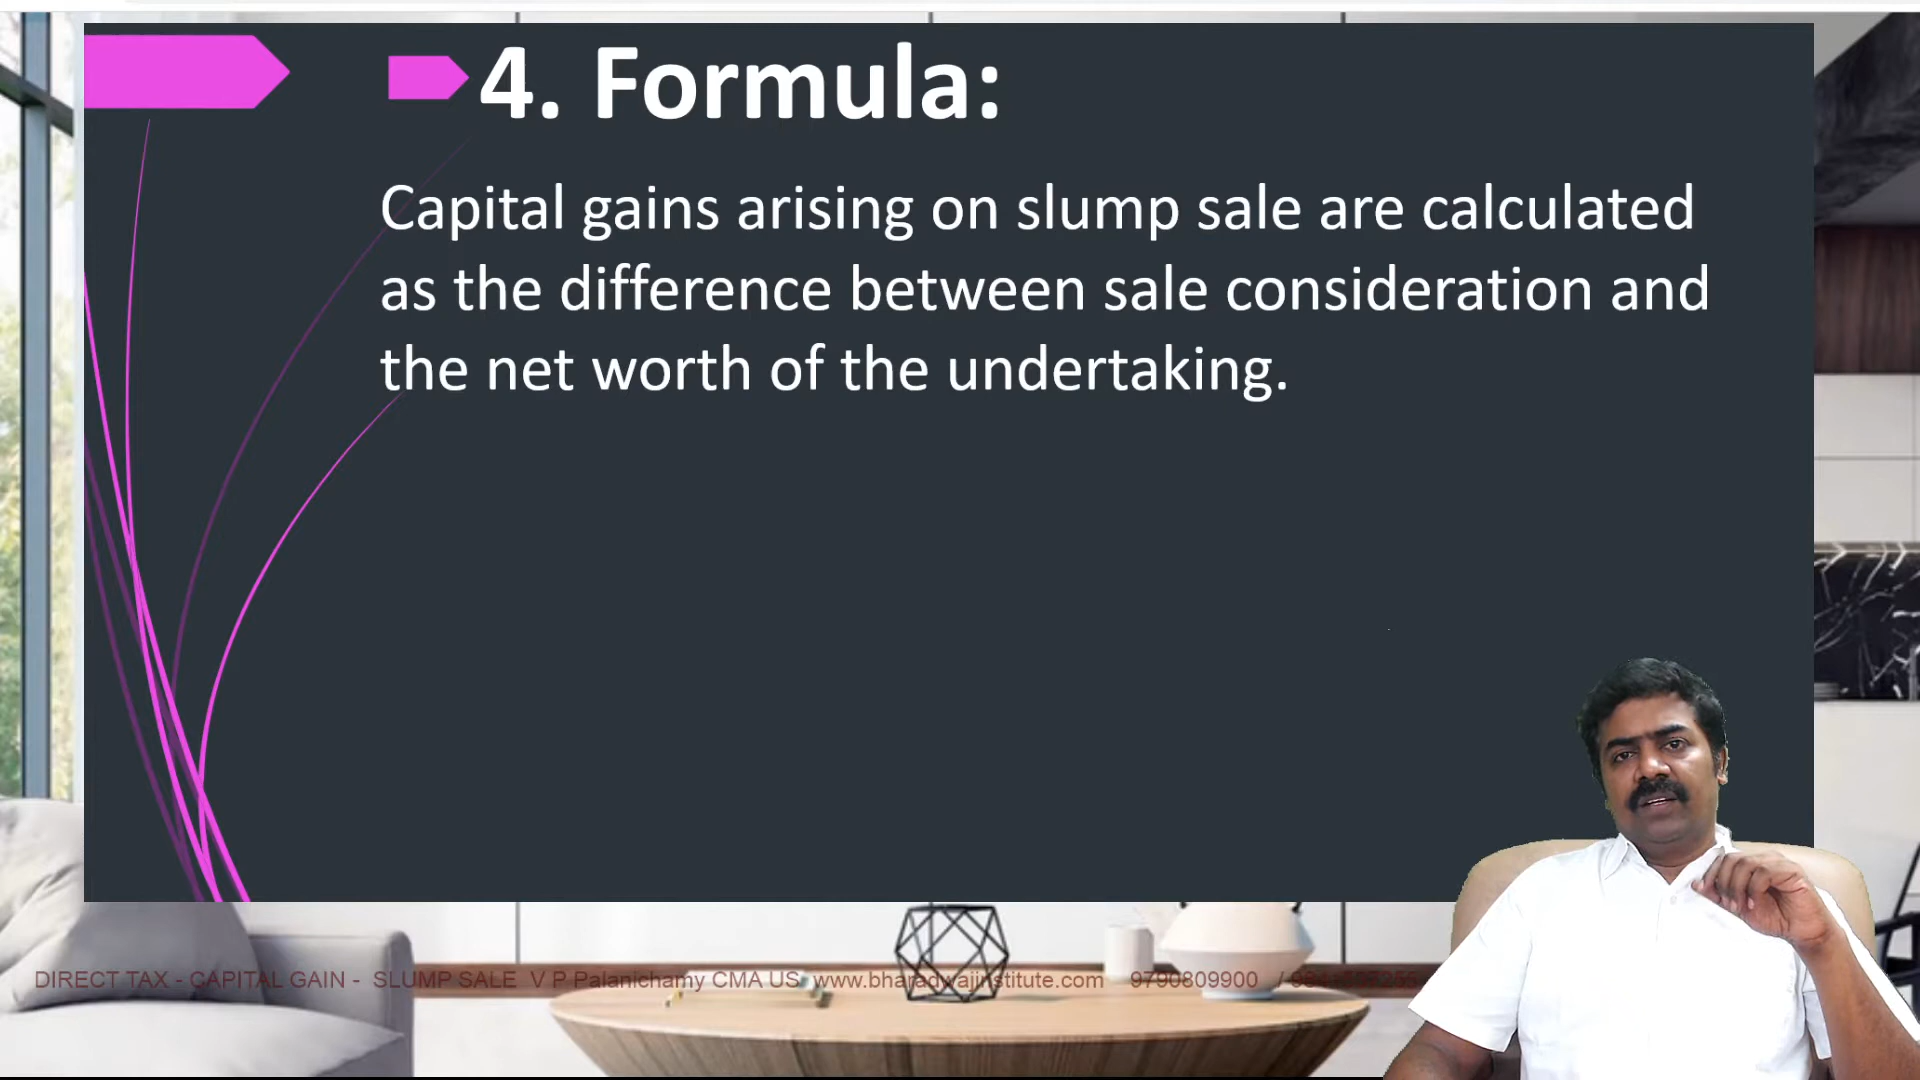 4. Formula:
Capital gains arising on slump sale are calculated
as the difference between sale consideration and
the net worth of the undertaking.
DIRECT TAX - CAPITAL GAIN - SLUMP SALE V P Palanichamy CMA US www.bharadwajinstitute.com 9790809900 /